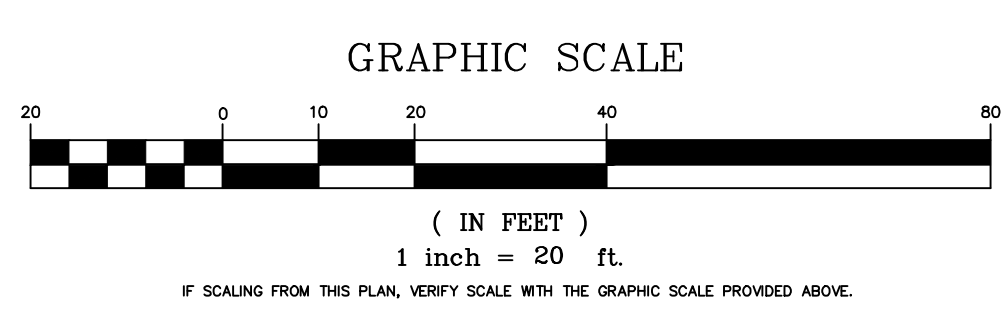 GRAPHIC SCALE
20 0 10 20 40 80
( IN FEET )
1 inch = 20 ft.
IF SCALING FROM THIS PLAN, VERIFY SCALE WITH THE GRAPHIC SCALE PROVIDED ABOVE.